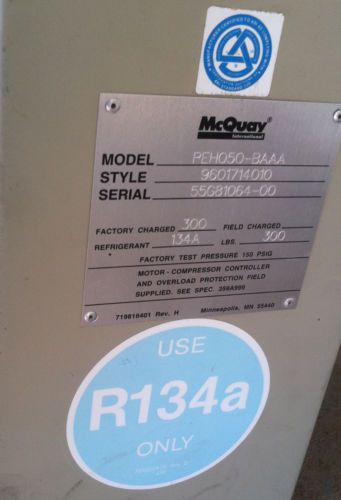 McQuay
International
MODEL PEH050-BAAA
STYLE 9601714010
SERIAL 55G81064-00
FACTORY CHARGED 300 FIELD CHARGED
REFRIGERANT 134A LBS. 300
FACTORY TEST PRESSURE 150 PSIG
MOTOR - COMPRESSOR CONTROLLER
AND OVERLOAD PROTECTION FIELD
SUPPLIED. SEE SPEC. 359A999
719818401 Rev. H Minneapolis, MN 55440
USE
R134a
ONLY